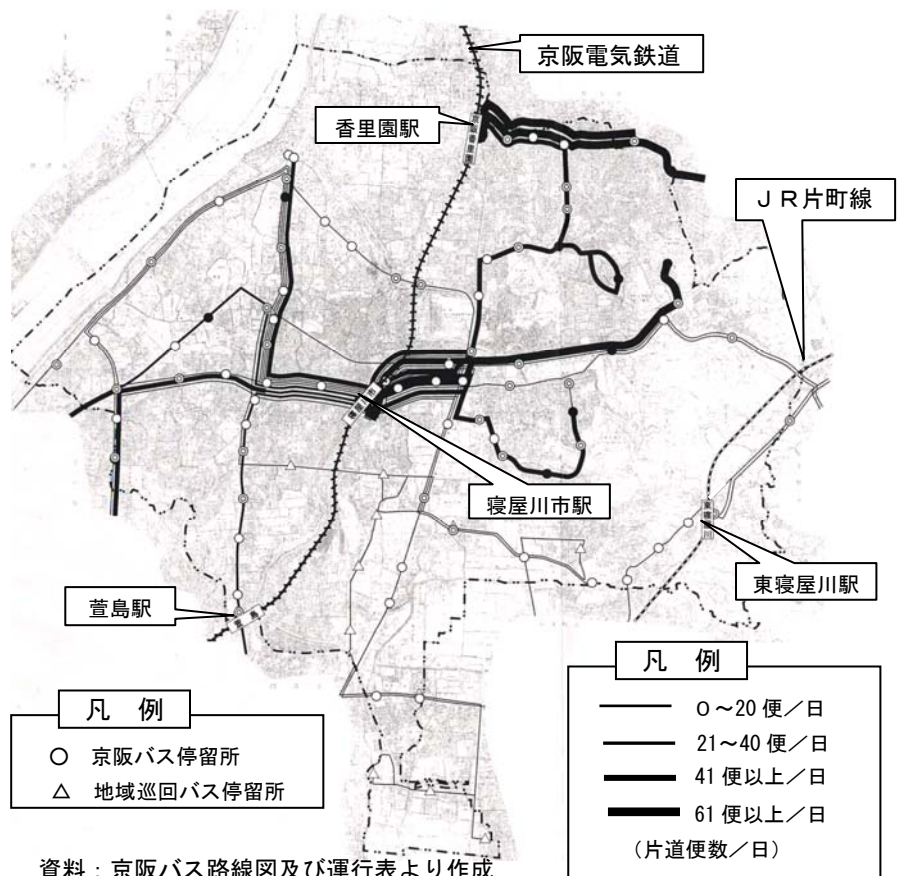 京阪電気鉄道
香里園駅
ＪＲ片町線
寝屋川市駅
東寝屋川駅
萱島駅
凡　例
○ 京阪バス停留所
△ 地域巡回バス停留所
凡　例
０～20 便／日
21～40 便／日
41 便以上／日
61 便以上／日
（片道便数／日）
資料：京阪バス路線図及び運行表より作成